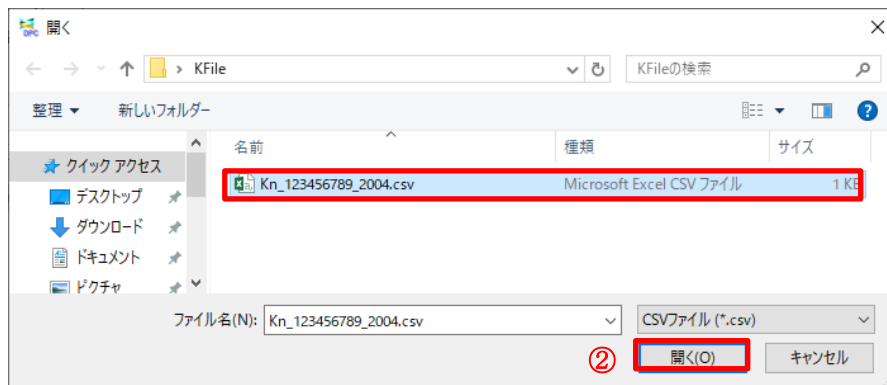 開く
KFile
KFileの検索
整理 新しいフォルダー
名前 種類 サイズ
クイック アクセス
Kn_123456789_2004.csv Microsoft Excel CSV ファイル 1 KB
デスクトップ
ダウンロード
ドキュメント
ピクチャ
ファイル名(N): Kn_123456789_2004.csv CSVファイル (*.csv)
② 開く(O) キャンセル